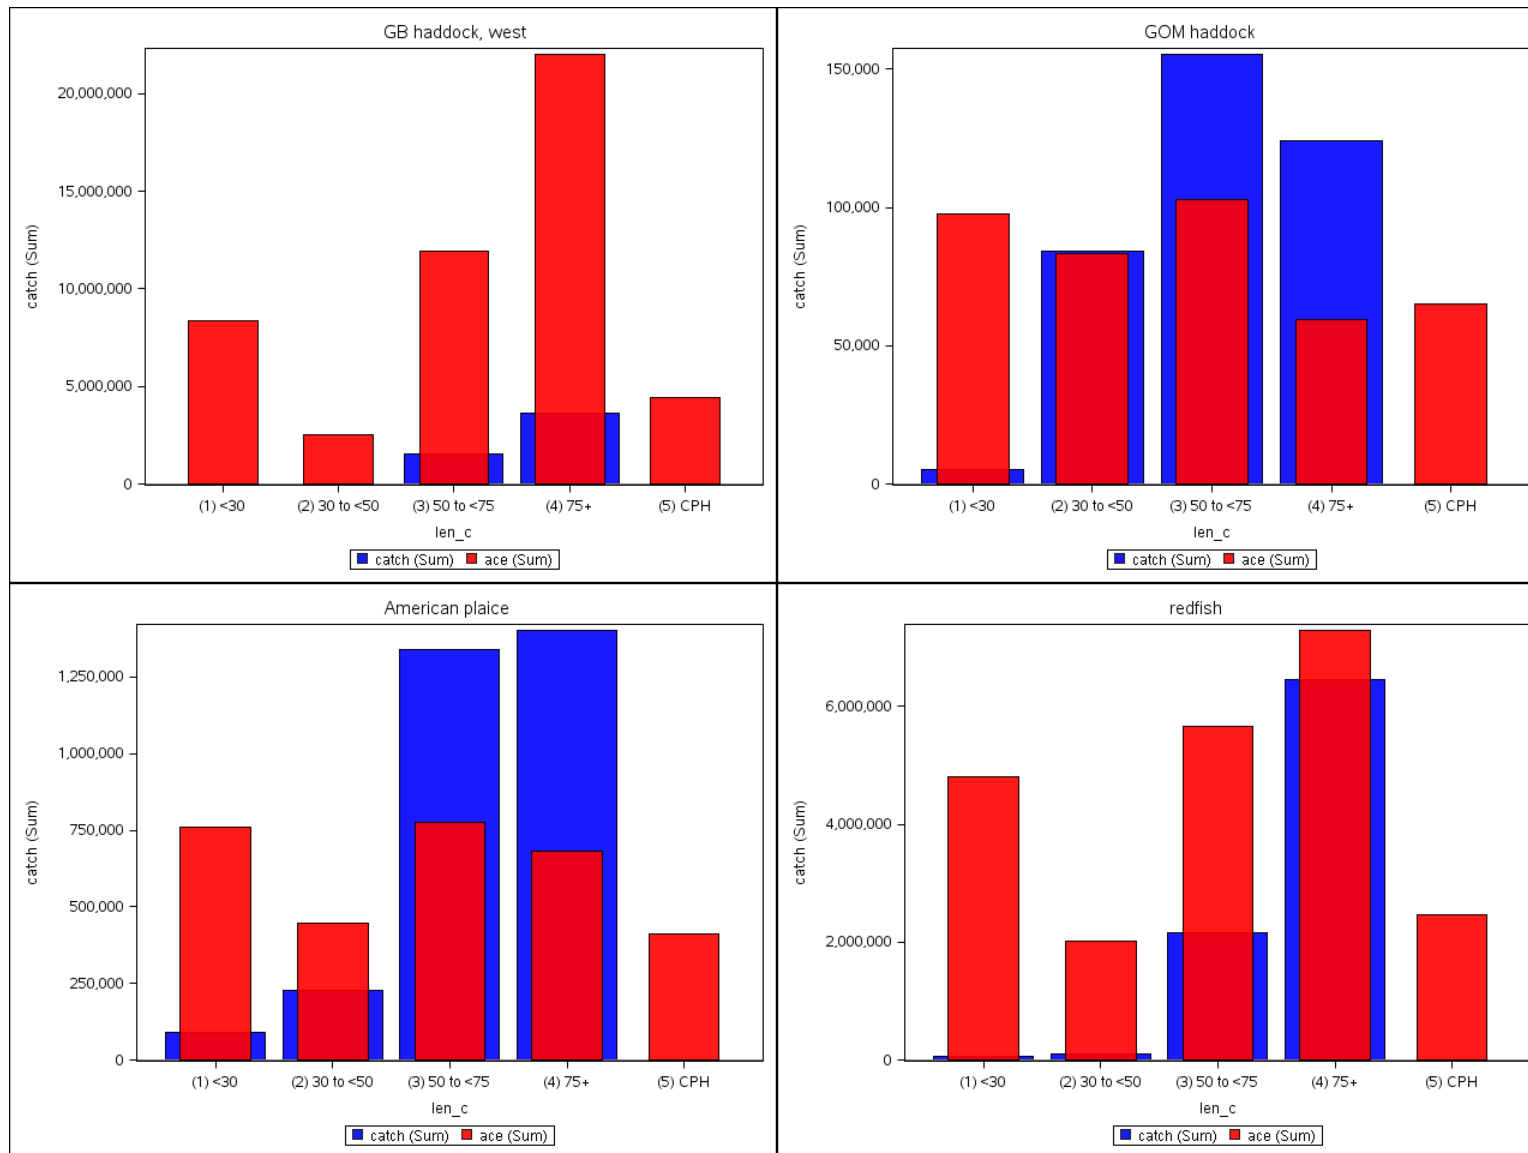 GB haddock, west
catch (Sum)
20,000,000
15,000,000
10,000,000
5,000,000
0
(1) <30 (2) 30 to <50 (3) 50 to <75 (4) 75+ (5) CPH
len_c
catch (Sum) ace (Sum)
GOM haddock
catch (Sum)
150,000
100,000
50,000
0
(1) <30 (2) 30 to <50 (3) 50 to <75 (4) 75+ (5) CPH
len_c
catch (Sum) ace (Sum)
American plaice
catch (Sum)
1,250,000
1,000,000
750,000
500,000
250,000
0
(1) <30 (2) 30 to <50 (3) 50 to <75 (4) 75+ (5) CPH
len_c
catch (Sum) ace (Sum)
redfish
catch (Sum)
6,000,000
4,000,000
2,000,000
0
(1) <30 (2) 30 to <50 (3) 50 to <75 (4) 75+ (5) CPH
len_c
catch (Sum) ace (Sum)